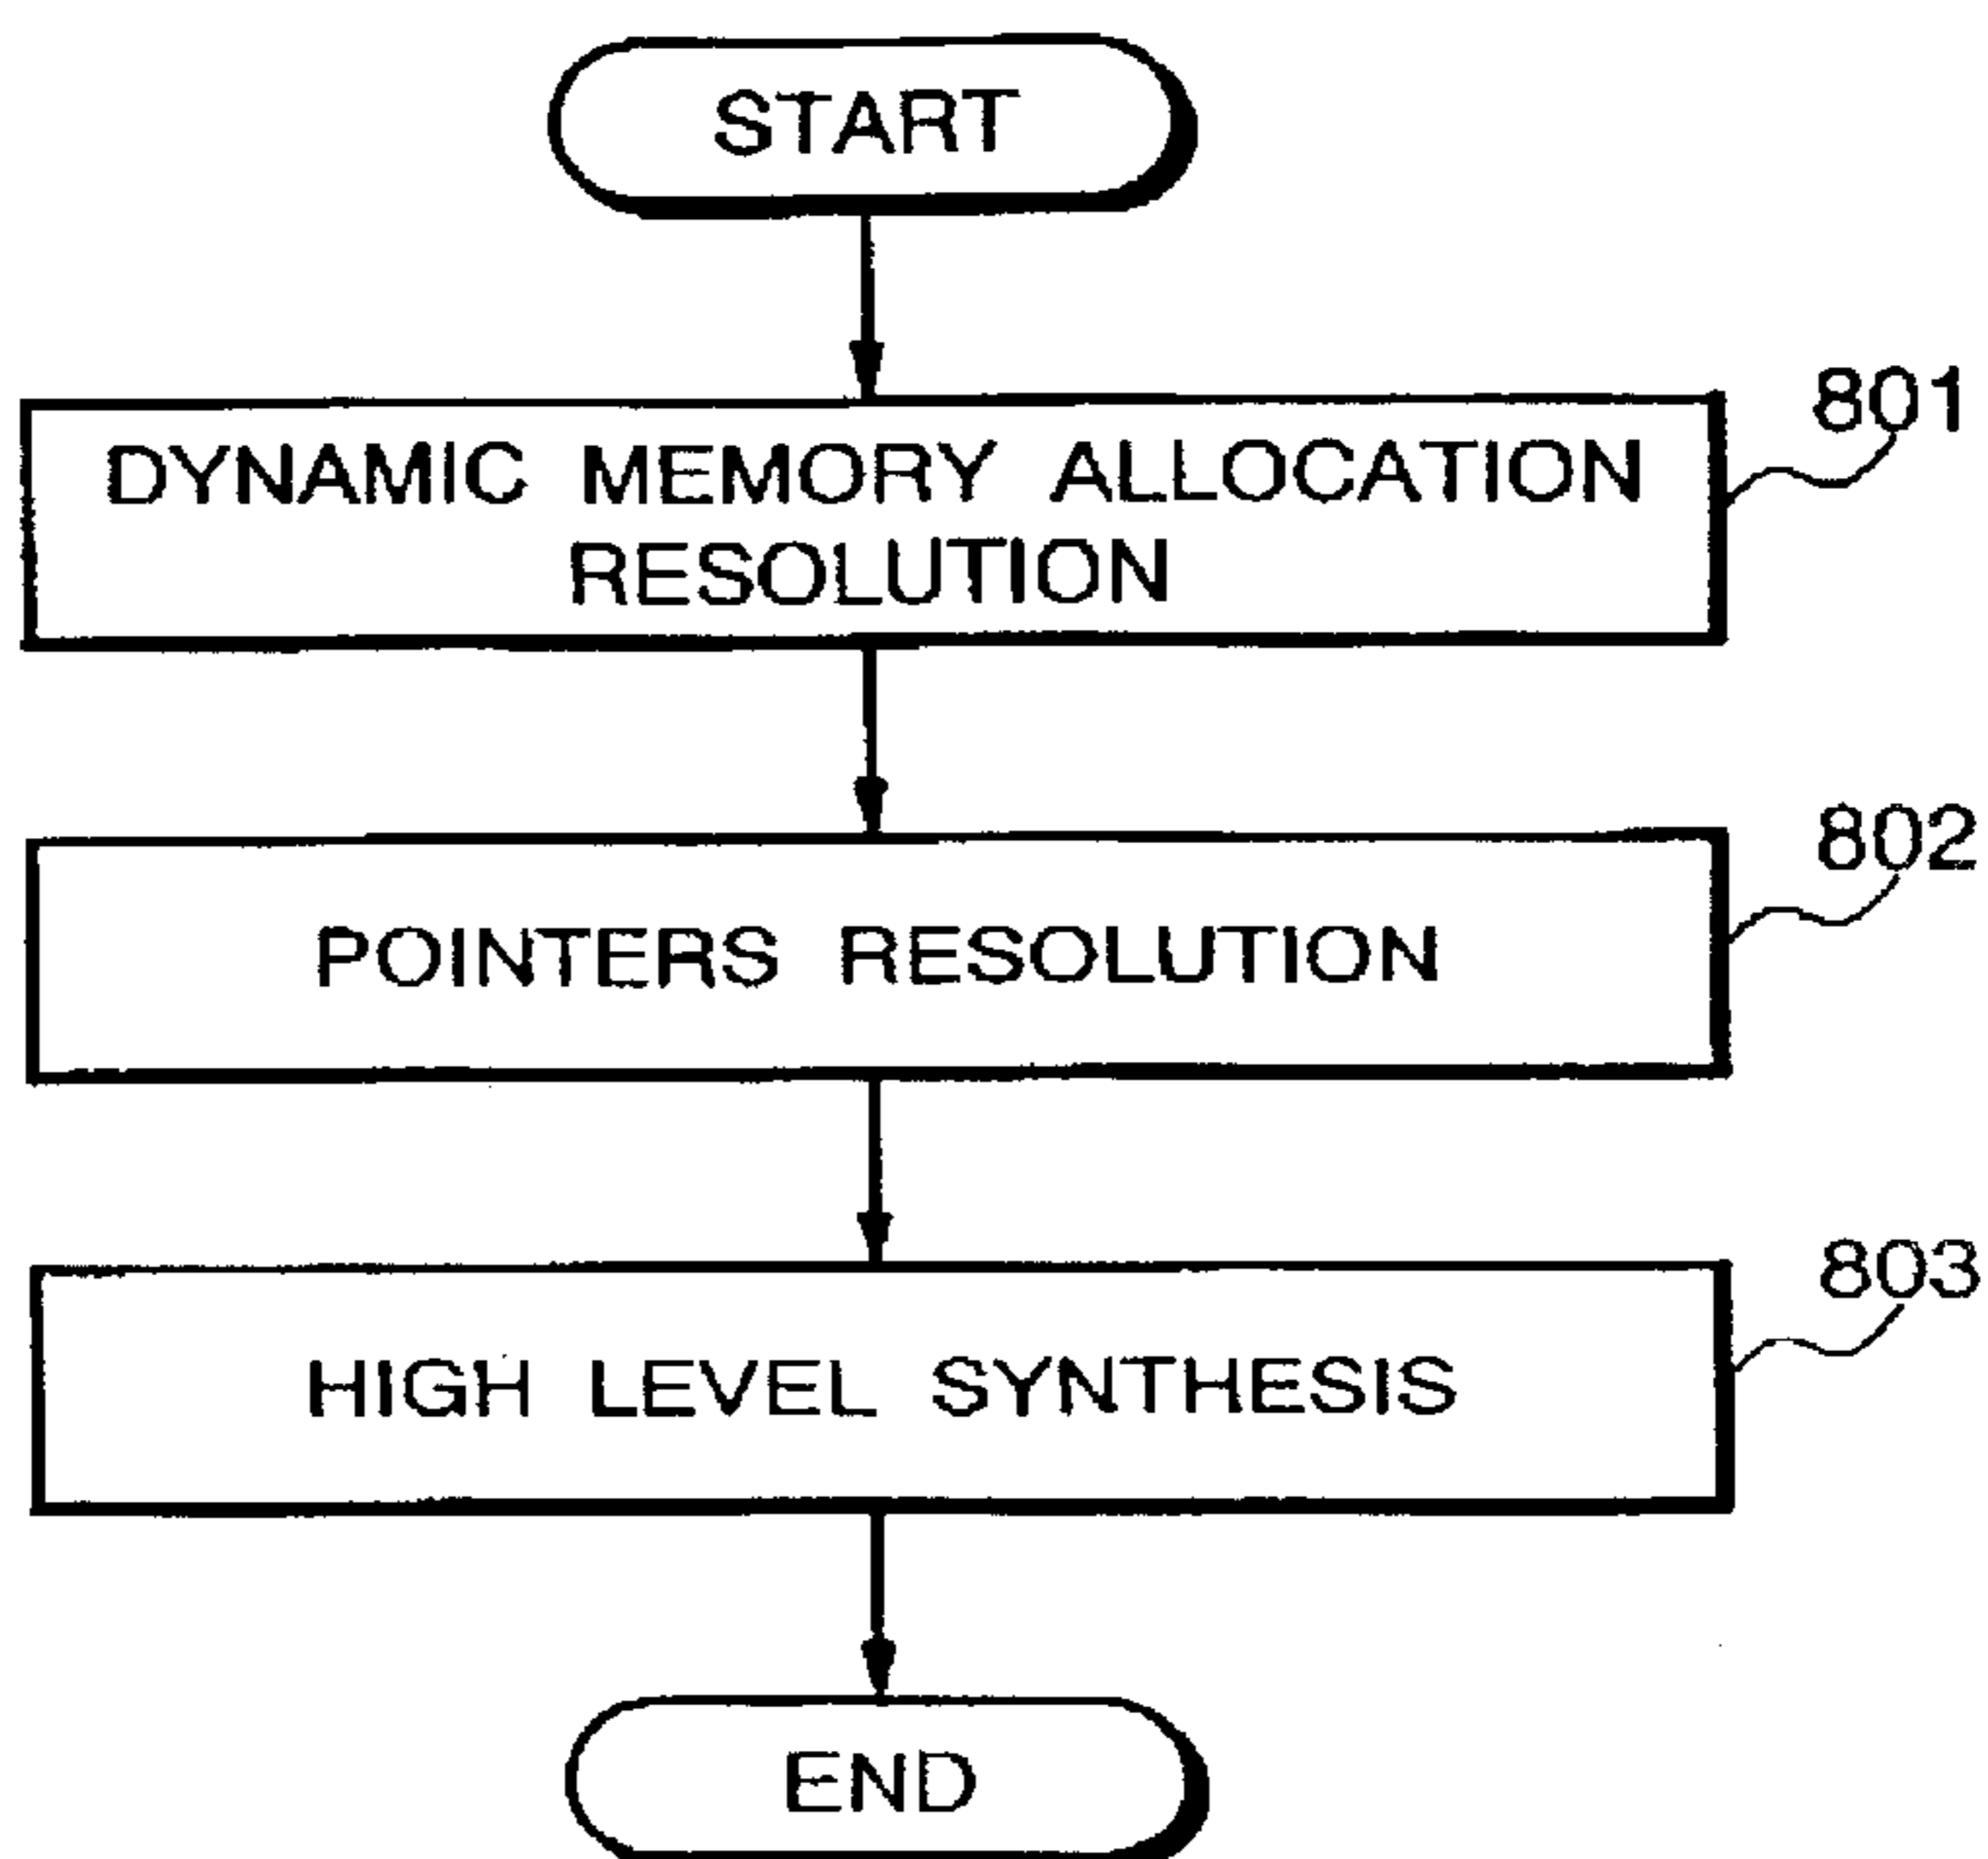 START
801
DYNAMIC MEMORY ALLOCATION
RESOLUTION
802
POINTERS RESOLUTION
803
HIGH LEVEL SYNTHESIS
END